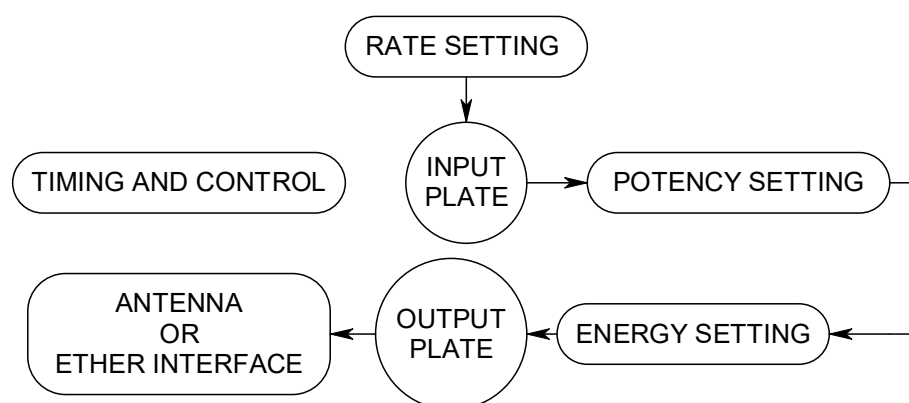 RATE SETTING
TIMING AND CONTROL
INPUT
PLATE
POTENCY SETTING
ANTENNA
OR
ETHER INTERFACE
OUTPUT
PLATE
ENERGY SETTING